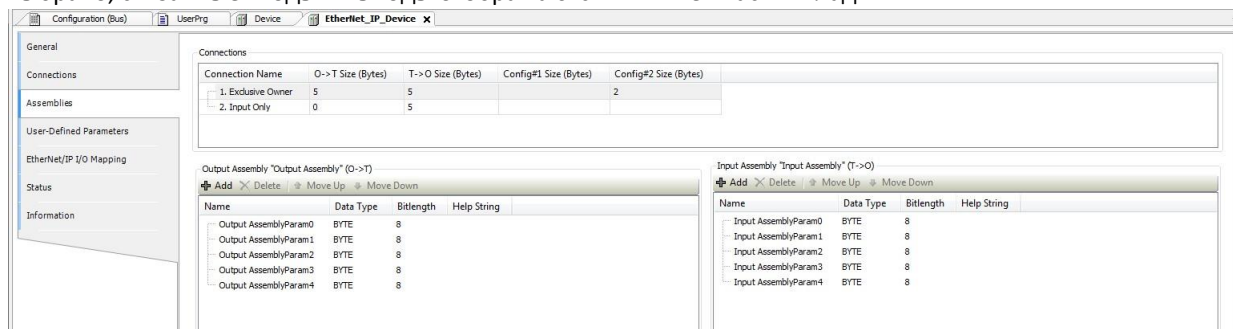 Configuration (Bus) UserPrg Device EtherNet_IP_Device x
General
Connections
Assemblies
User-Defined Parameters
EtherNet/IP I/O Mapping
Status
Information
Connections
Connection Name O->T Size (Bytes) T->O Size (Bytes) Config#1 Size (Bytes) Config#2 Size (Bytes)
1. Exclusive Owner 5 5 2
2. Input Only 0 5
Output Assembly "Output Assembly" (O->T)
Add Delete Move Up Move Down
Name Data Type Bitlength Help String
Output AssemblyParam0 BYTE 8
Output AssemblyParam1 BYTE 8
Output AssemblyParam2 BYTE 8
Output AssemblyParam3 BYTE 8
Output AssemblyParam4 BYTE 8
Input Assembly "Input Assembly" (T->O)
Add Delete Move Up Move Down
Name Data Type Bitlength Help String
Input AssemblyParam0 BYTE 8
Input AssemblyParam1 BYTE 8
Input AssemblyParam2 BYTE 8
Input AssemblyParam3 BYTE 8
Input AssemblyParam4 BYTE 8